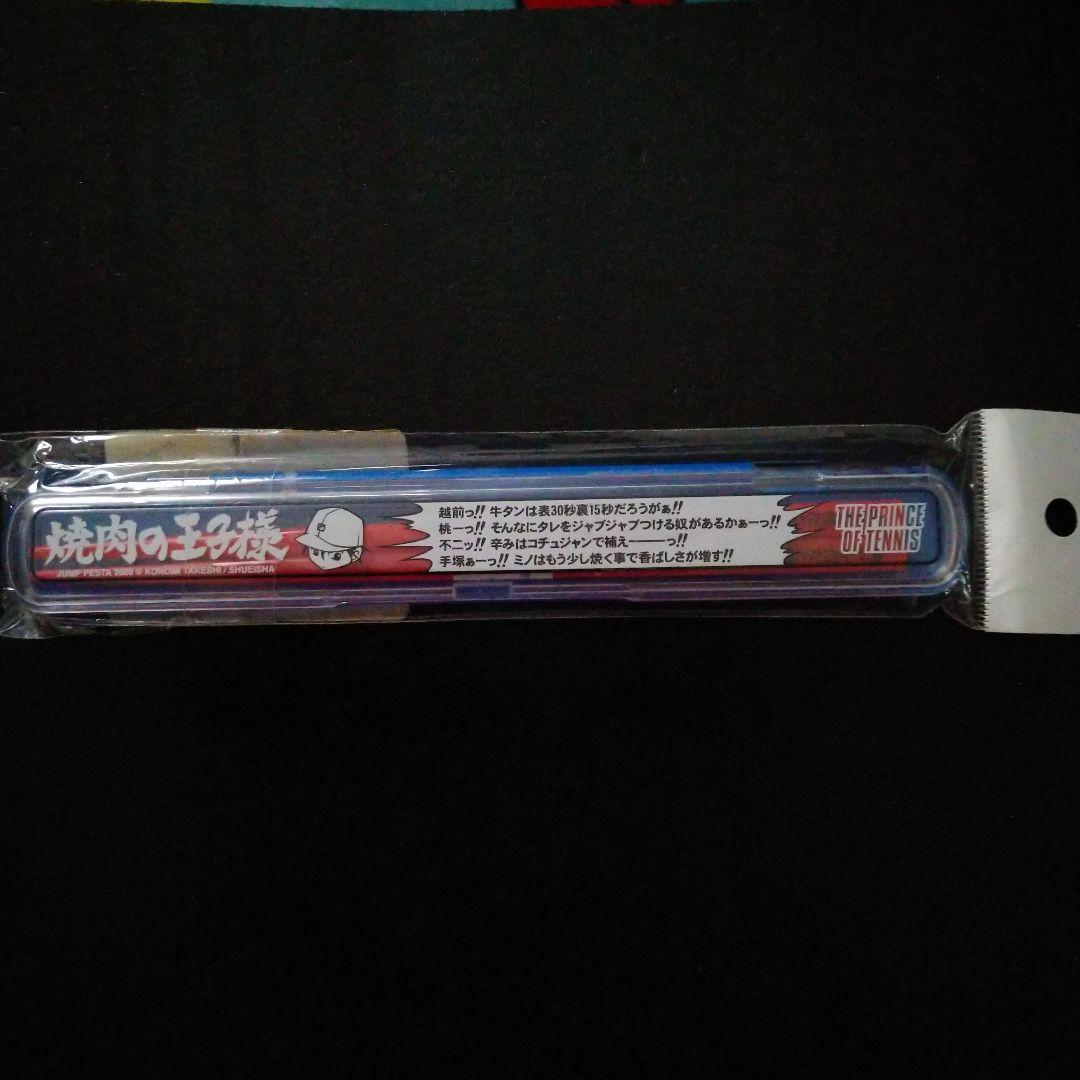 焼肉の王子様
JUMP FESTA 2008 © KONOMI TAKESHI / SHUEISHA
越前っ!! 牛タンは表30秒裏15秒だろうがぁ!!
桃ーっ!! そんなにタレをジャブジャブつける奴があるかぁーっ!!
不二ッ!! 辛みはコチュジャンで補え———っ!!
手塚ぁーっ!! ミノはもう少し焼く事で香ばしさが増す!!
THE PRINCE
OF TENNIS